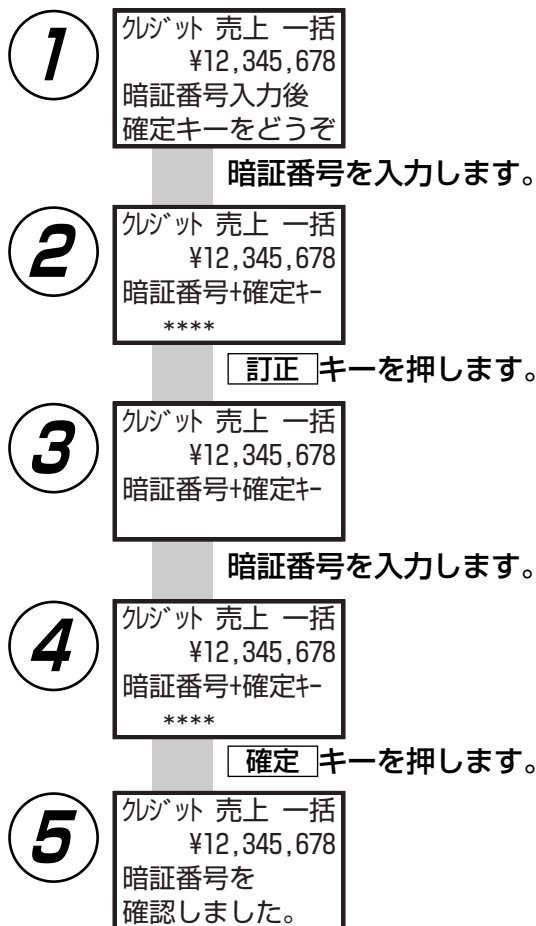 1
ｸﾚｼﾞｯﾄ 売上 一括
¥12,345,678
暗証番号入力後
確定キーをどうぞ
暗証番号を入力します。
2
ｸﾚｼﾞｯﾄ 売上 一括
¥12,345,678
暗証番号+確定ｷｰ
****
訂正 キーを押します。
3
ｸﾚｼﾞｯﾄ 売上 一括
¥12,345,678
暗証番号+確定ｷｰ
暗証番号を入力します。
4
ｸﾚｼﾞｯﾄ 売上 一括
¥12,345,678
暗証番号+確定ｷｰ
****
確定 キーを押します。
5
ｸﾚｼﾞｯﾄ 売上 一括
¥12,345,678
暗証番号を
確認しました。